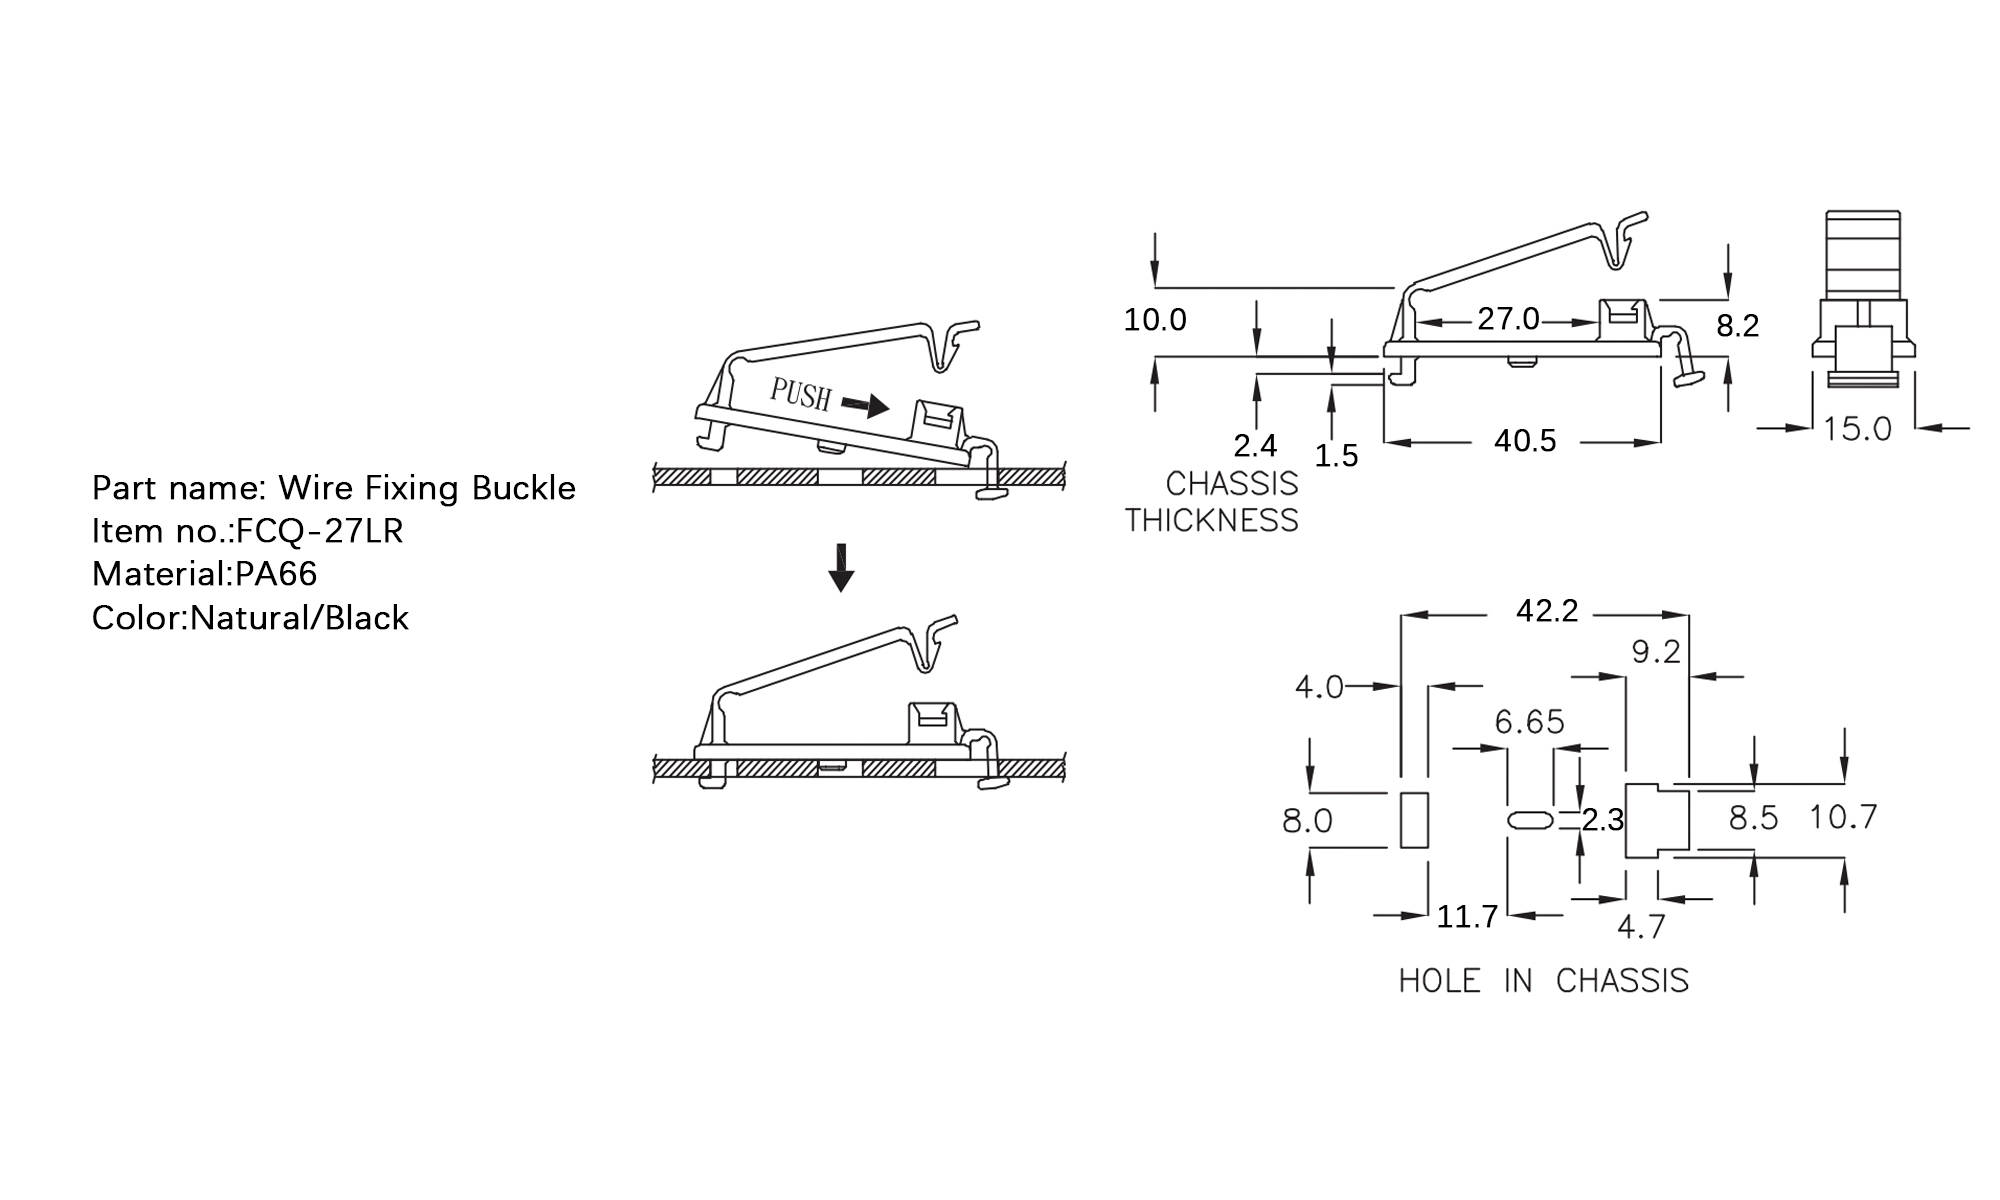 Part name: Wire Fixing Buckle
Item no.:FCQ-27LR
Material:PA66
Color:Natural/Black
PUSH
10.0
27.0
8.2
2.4
1.5
40.5
15.0
CHASSIS
THICKNESS
42.2
9.2
4.0
6.65
8.0
2.3
8.5
10.7
11.7
4.7
HOLE IN CHASSIS